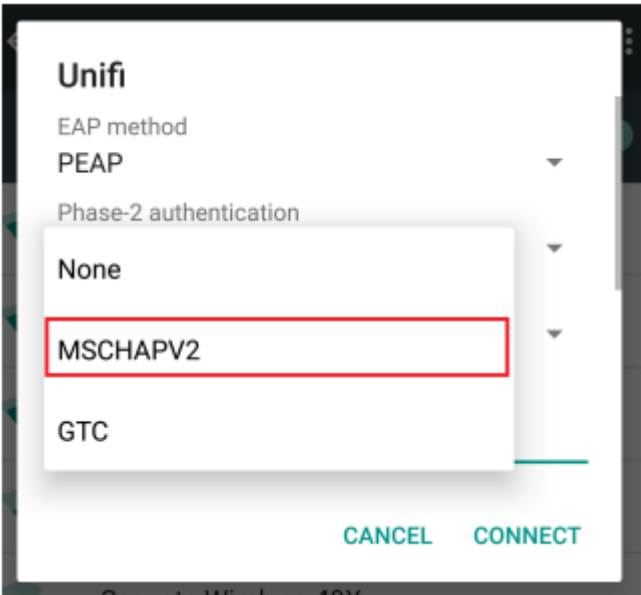 Unifi
EAP method
PEAP
Phase-2 authentication
None
MSCHAPV2
GTC
CANCEL CONNECT